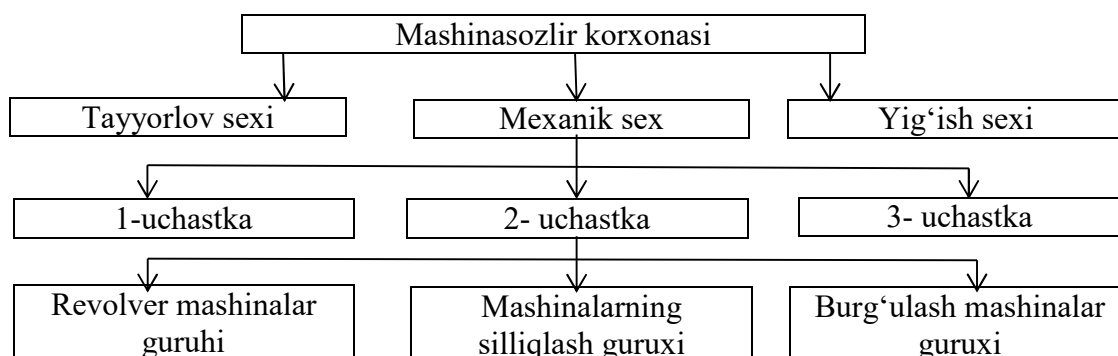 Mashinasozlir korxonasi
Tayyorlov sexi
Mexanik sex
Yig‘ish sexi
1-uchastka
2- uchastka
3- uchastka
Revolver mashinalar
guruhi
Mashinalarning
silliqlash guruxi
Burg‘ulash mashinalar
guruxi